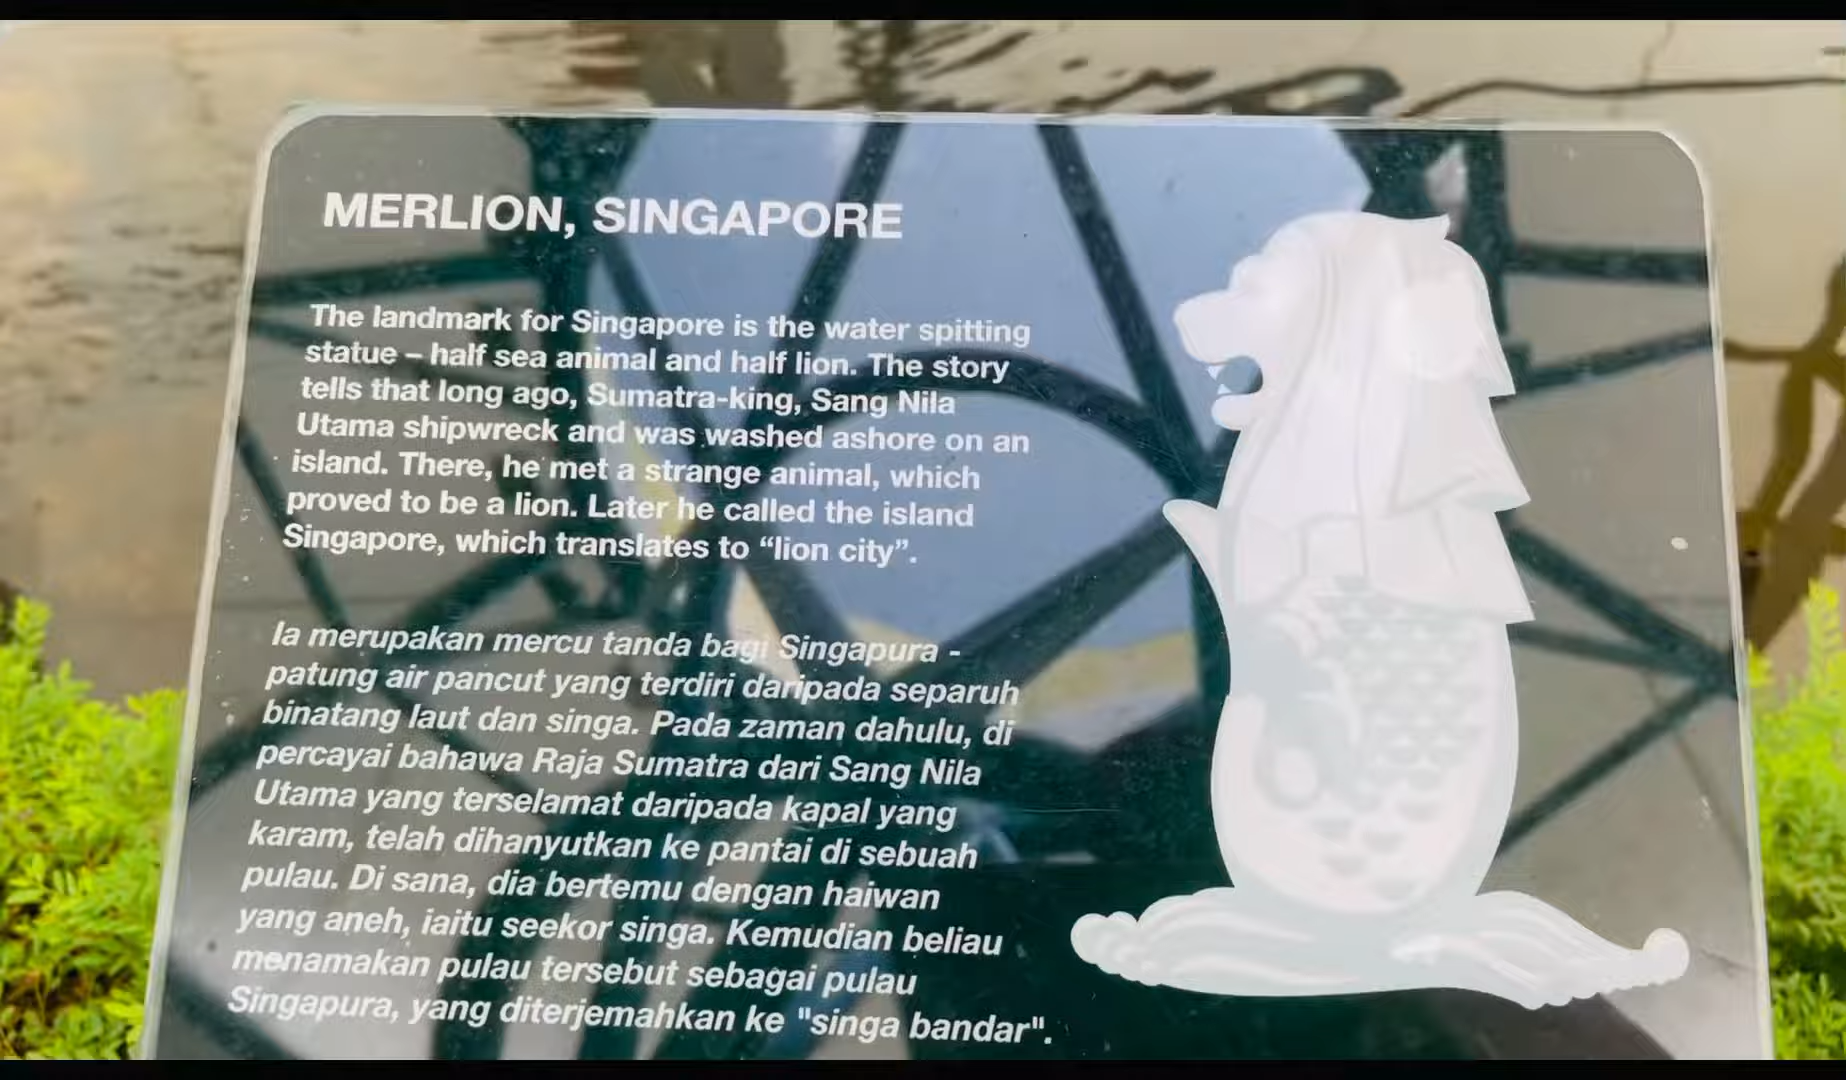 MERLION, SINGAPORE
The landmark for Singapore is the water spitting
statue – half sea animal and half lion. The story
tells that long ago, Sumatra-king, Sang Nila
Utama shipwreck and was washed ashore on an
island. There, he met a strange animal, which
proved to be a lion. Later he called the island
Singapore, which translates to “lion city”.
Ia merupakan mercu tanda bagi Singapura -
patung air pancut yang terdiri daripada separuh
binatang laut dan singa. Pada zaman dahulu, di
percayai bahawa Raja Sumatra dari Sang Nila
Utama yang terselamat daripada kapal yang
karam, telah dihanyutkan ke pantai di sebuah
pulau. Di sana, dia bertemu dengan haiwan
yang aneh, iaitu seekor singa. Kemudian beliau
menamakan pulau tersebut sebagai pulau
Singapura, yang diterjemahkan ke "singa bandar".